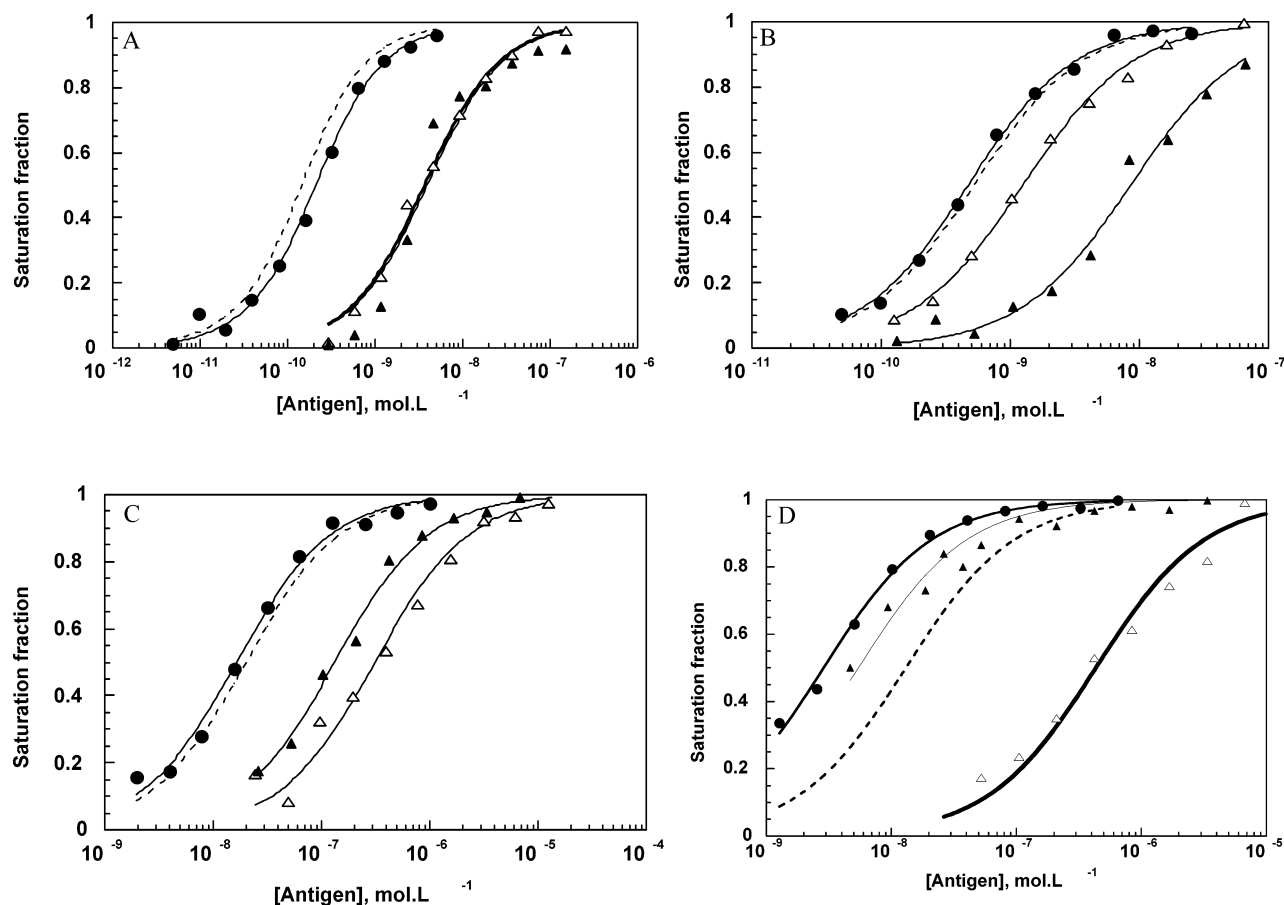 A
Saturation fraction
1
0.8
0.6
0.4
0.2
0
10⁻¹² 10⁻¹¹ 10⁻¹⁰ 10⁻⁹ 10⁻⁸ 10⁻⁷ 10⁻⁶
[Antigen], mol.L ⁻¹
B
Saturation fraction
1
0.8
0.6
0.4
0.2
0
10⁻¹¹ 10⁻¹⁰ 10⁻⁹ 10⁻⁸ 10⁻⁷
[Antigen], mol.L ⁻¹
C
Saturation fraction
1
0.8
0.6
0.4
0.2
0
10⁻⁹ 10⁻⁸ 10⁻⁷ 10⁻⁶ 10⁻⁵ 10⁻⁴
[Antigen], mol.L ⁻¹
D
Saturation fraction
1
0.8
0.6
0.4
0.2
0
10⁻⁹ 10⁻⁸ 10⁻⁷ 10⁻⁶ 10⁻⁵
[Antigen], mol.L ⁻¹